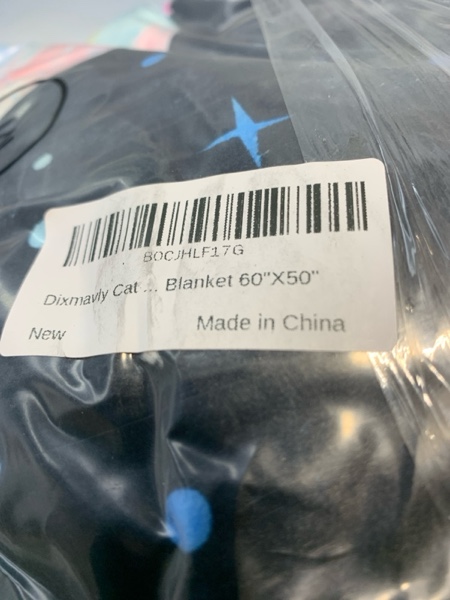 B0CJHLF17G
Dixmavly Cat ... Blanket 60"X50"
New
Made in China